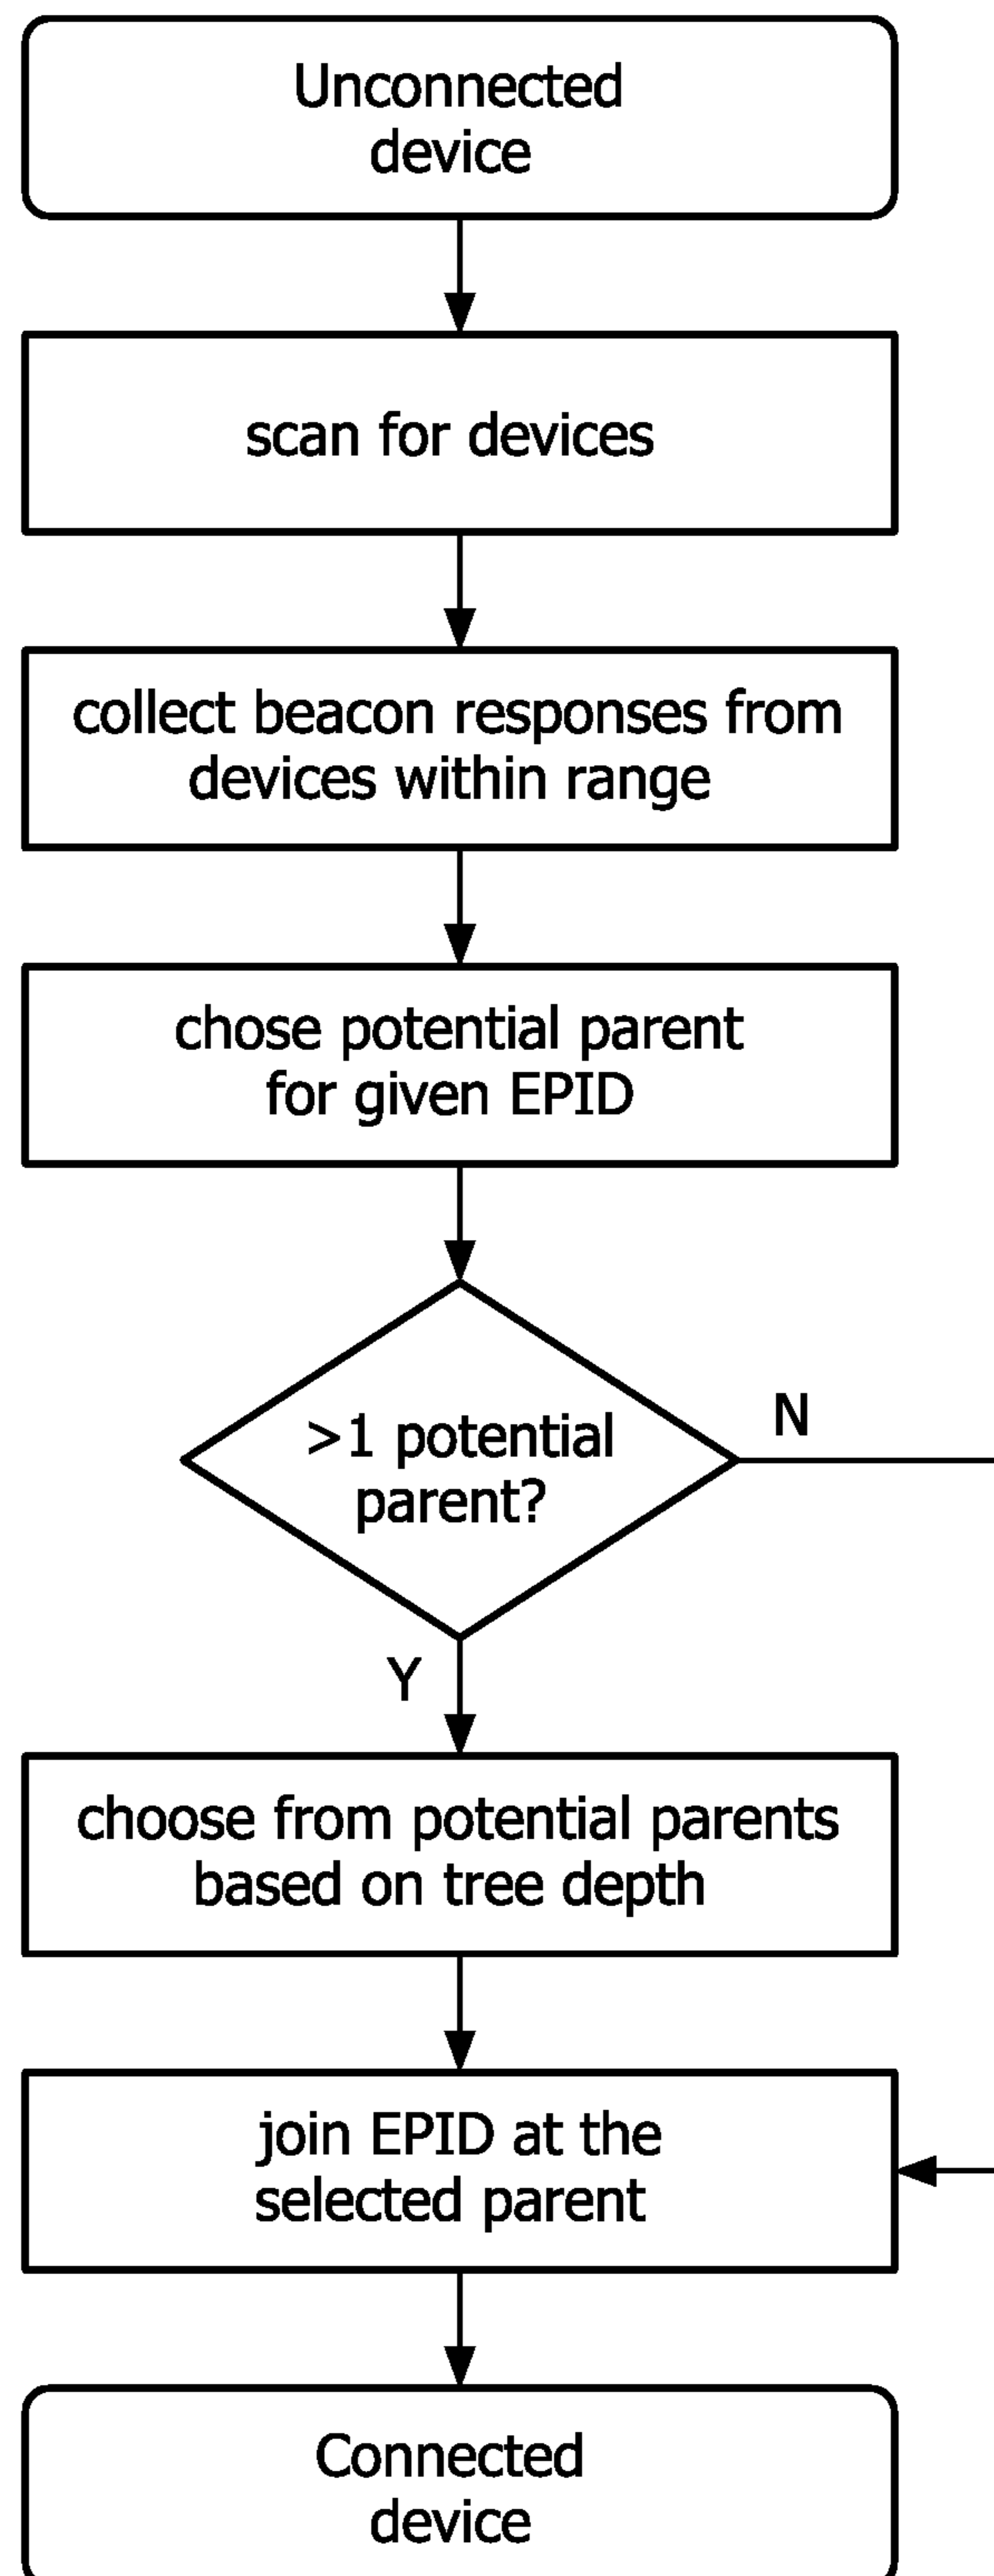 Unconnected
device
scan for devices
collect beacon responses from
devices within range
chose potential parent
for given EPID
>1 potential
parent?
N
Y
choose from potential parents
based on tree depth
join EPID at the
selected parent
Connected
device